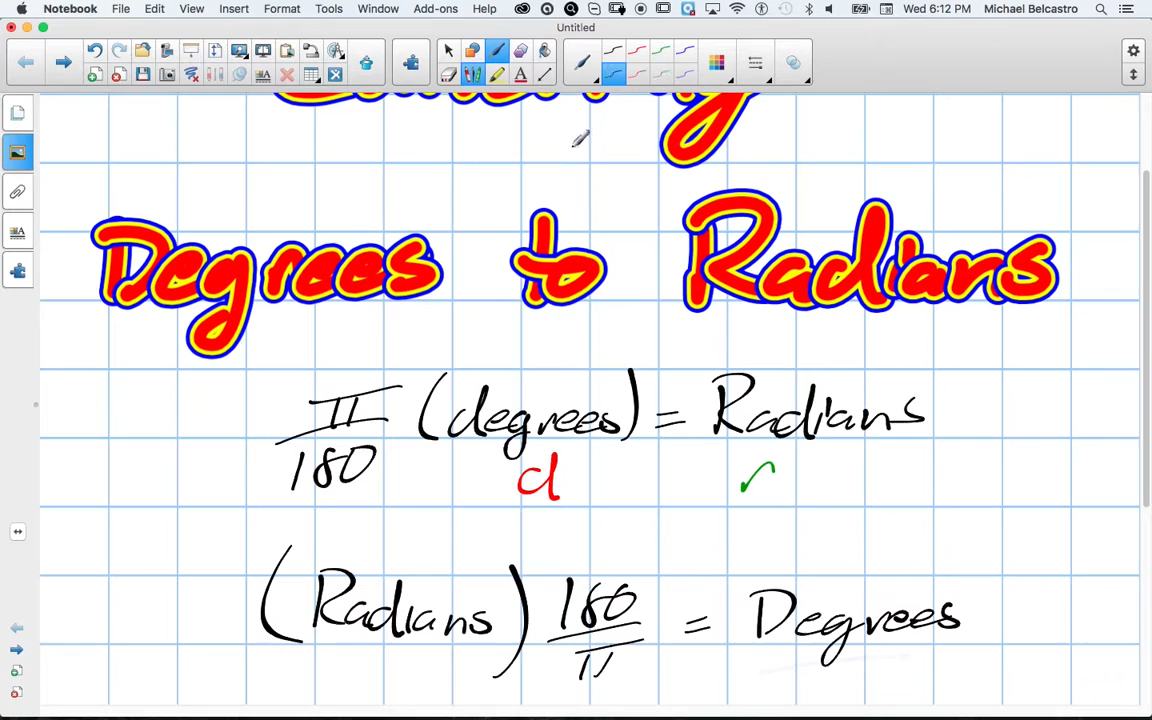 Notebook File Edit View Insert Format Tools Window Add-ons Help Wed 6:12 PM Michael Belcastro
Untitled
Degrees to Radians
π/180 (degrees) = Radians
d r
(Radians) 180/π = Degrees